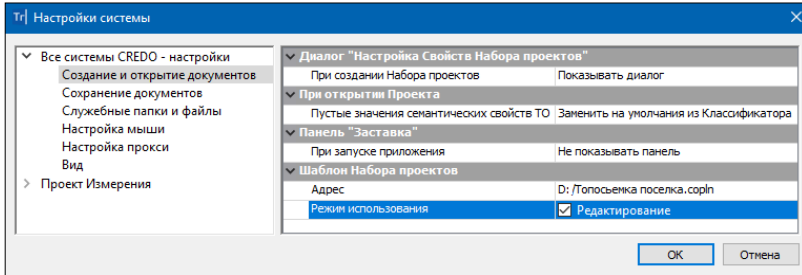 Tr Настройки системы
Все системы CREDO - настройки
Создание и открытие документов
Сохранение документов
Служебные папки и файлы
Настройка мыши
Настройка прокси
Вид
Проект Измерения
Диалог "Настройка Свойств Набора проектов"
При создании Набора проектов Показывать диалог
При открытии Проекта
Пустые значения семантических свойств ТО Заменить на умолчания из Классификатора
Панель "Заставка"
При запуске приложения Не показывать панель
Шаблон Набора проектов
Адрес D: /Топосьемка поселка.copln
Режим использования Редактирование
ОК Отмена